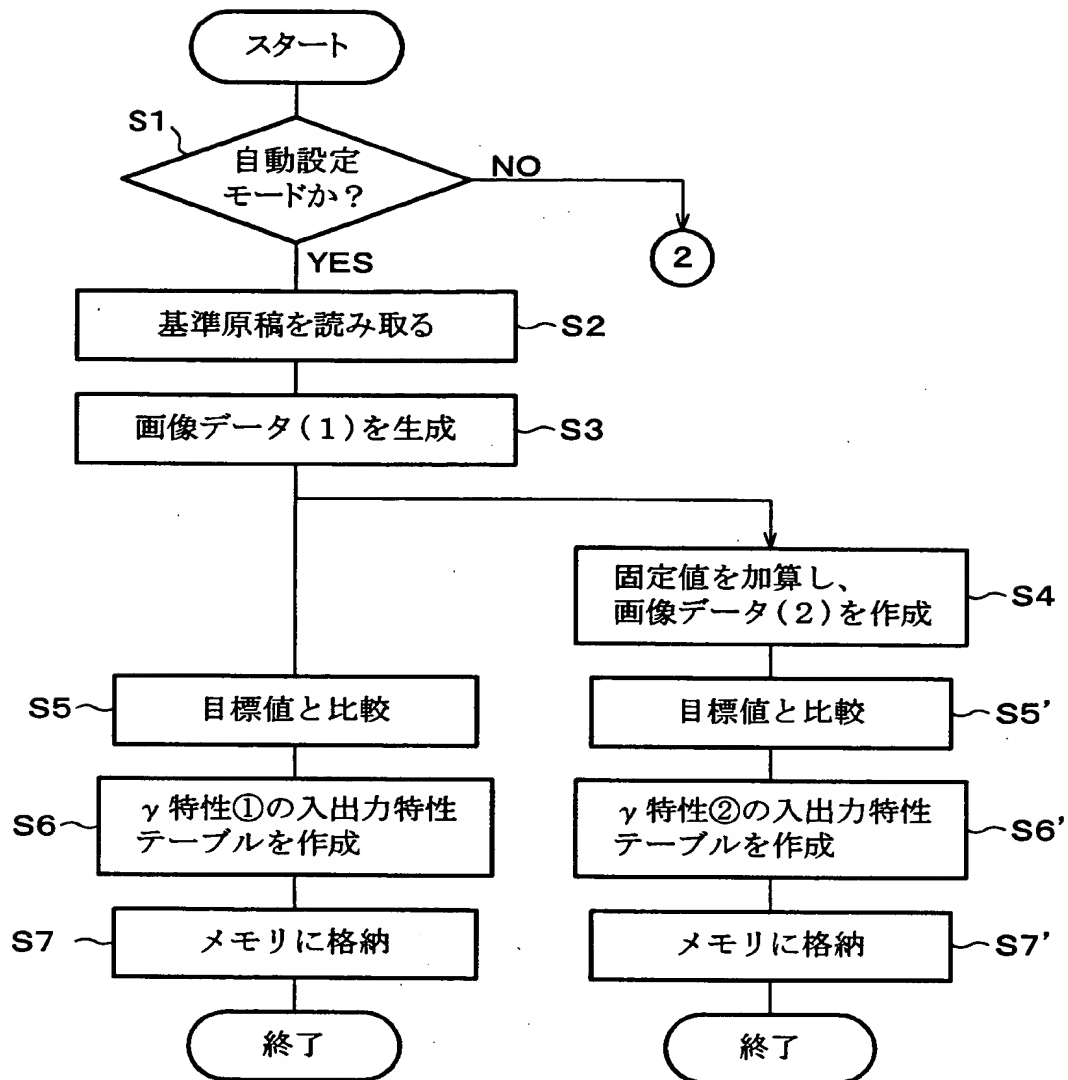 スタート
S1
自動設定
モードか？
NO
2
YES
基準原稿を読み取る
S2
画像データ（１）を生成
S3
固定値を加算し、
画像データ（２）を作成
S4
S5
目標値と比較
目標値と比較
S5'
S6
γ特性①の入出力特性
テーブルを作成
γ特性②の入出力特性
テーブルを作成
S6'
S7
メモリに格納
メモリに格納
S7'
終了
終了